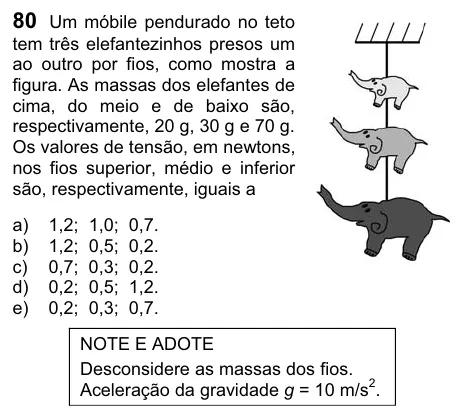 80 Um móbile pendurado no teto
tem três elefantezinhos presos um
ao outro por fios, como mostra a
figura. As massas dos elefantes de
cima, do meio e de baixo são,
respectivamente, 20 g, 30 g e 70 g.
Os valores de tensão, em newtons,
nos fios superior, médio e inferior
são, respectivamente, iguais a
a) 1,2; 1,0; 0,7.
b) 1,2; 0,5; 0,2.
c) 0,7; 0,3; 0,2.
d) 0,2; 0,5; 1,2.
e) 0,2; 0,3; 0,7.
NOTE E ADOTE
Desconsidere as massas dos fios.
Aceleração da gravidade g = 10 m/s².